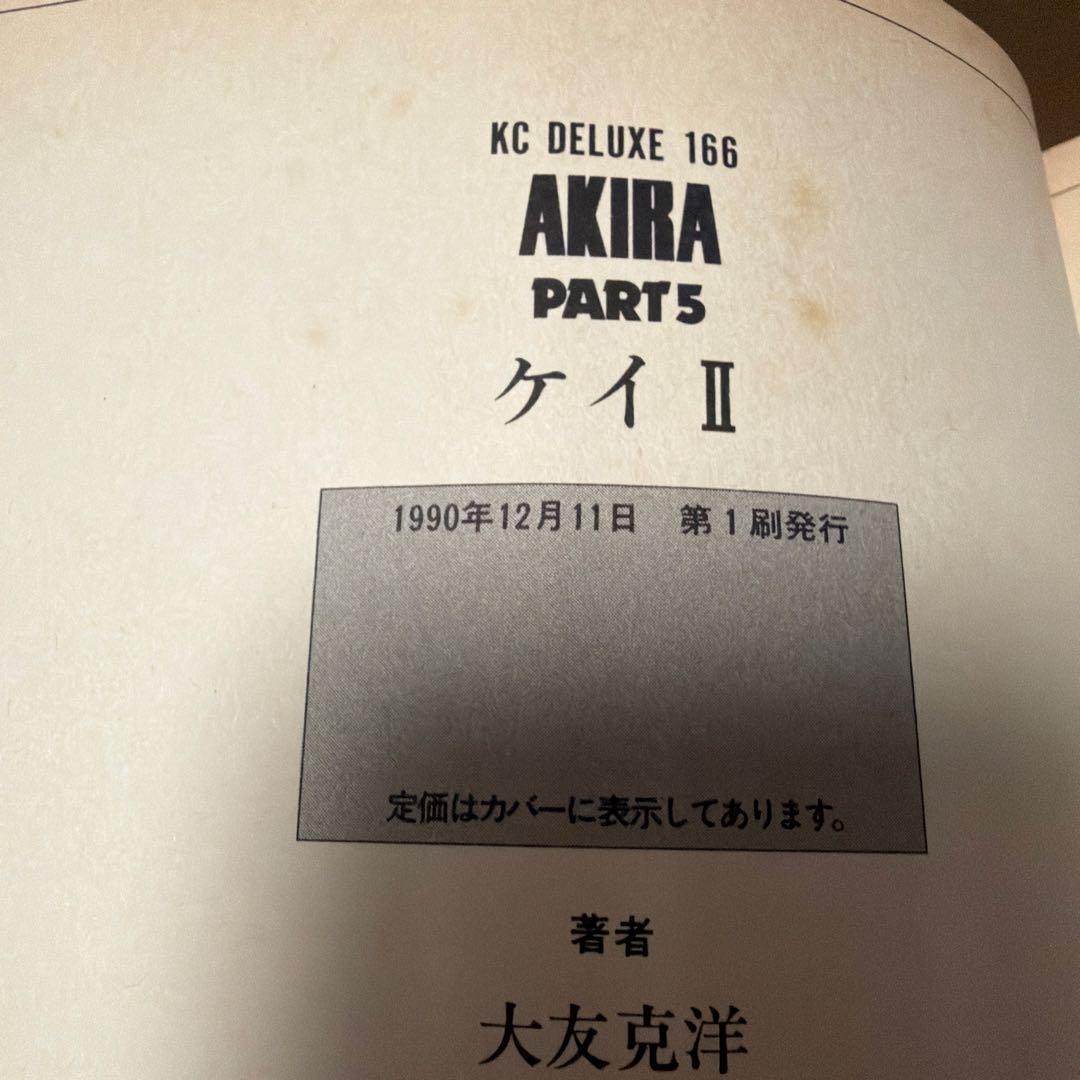 KC DELUXE 166
AKIRA
PART5
ケイⅡ
1990年12月11日　第1刷発行
定価はカバーに表示してあります。
著者
大友克洋